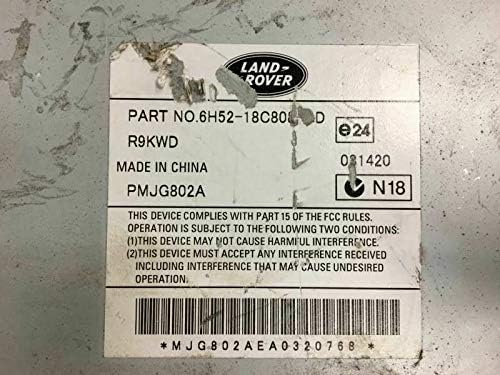 LAND-
ROVER
PART NO.6H52-18C80
R9KWD
e24
MADE IN CHINA
031420
PMJG802A
N18
THIS DEVICE COMPLIES WITH PART 15 OF THE FCC RULES.
OPERATION IS SUBJECT TO THE FOLLOWING TWO CONDITIONS:
(1)THIS DEVICE MAY NOT CAUSE HARMFUL INTERFERENCE.
(2)THIS DEVICE MUST ACCEPT ANY INTERFERENCE RECEIVED
INCLUDING INTERFERENCE THAT MAY CAUSE UNDESIRED
OPERATION.
*MJG802AEA0320768*